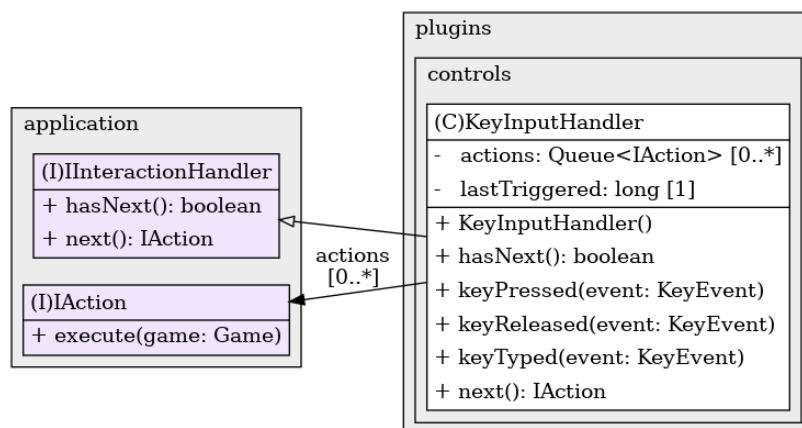 application
(I)IInteractionHandler
+ hasNext(): boolean
+ next(): IAction
(I)IAction
+ execute(game: Game)
actions
[0..*]
plugins
controls
(C)KeyInputHandler
- actions: Queue<IAction> [0..*]
- lastTriggered: long [1]
+ KeyInputHandler()
+ hasNext(): boolean
+ keyPressed(event: KeyEvent)
+ keyReleased(event: KeyEvent)
+ keyTyped(event: KeyEvent)
+ next(): IAction